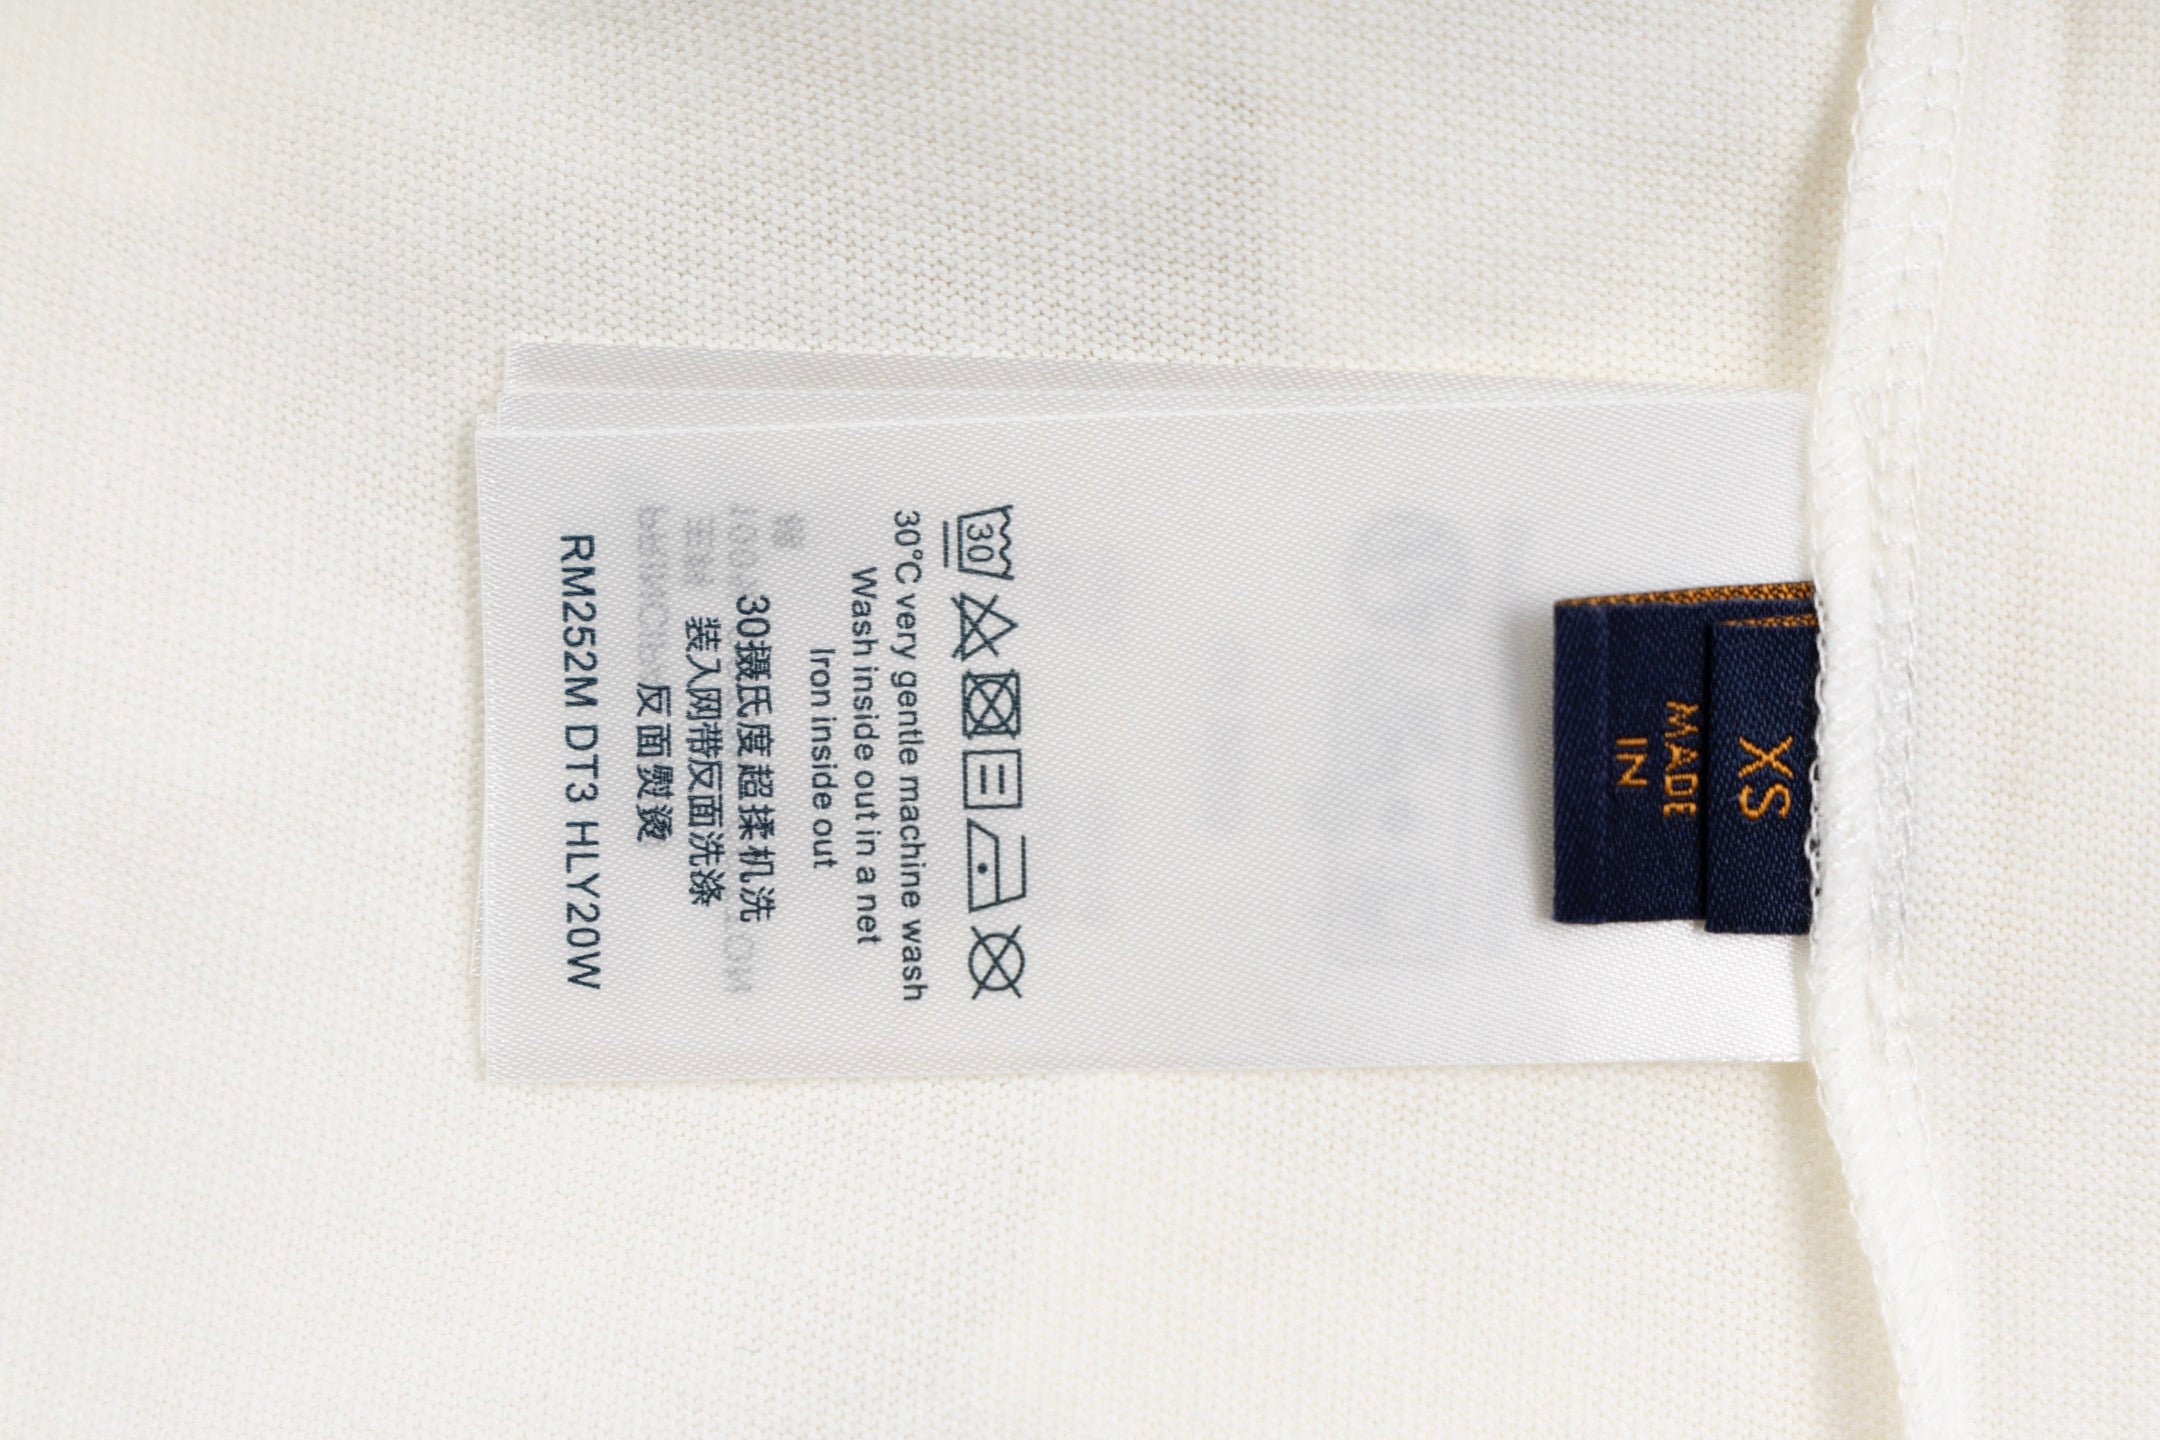 30
30°C very gentle machine wash
Wash inside out in a net
Iron inside out
30摄氏度超揉机洗
装入网带反面洗涤
反面熨烫
RM252M DT3 HLY20W
XS
MADE
IN